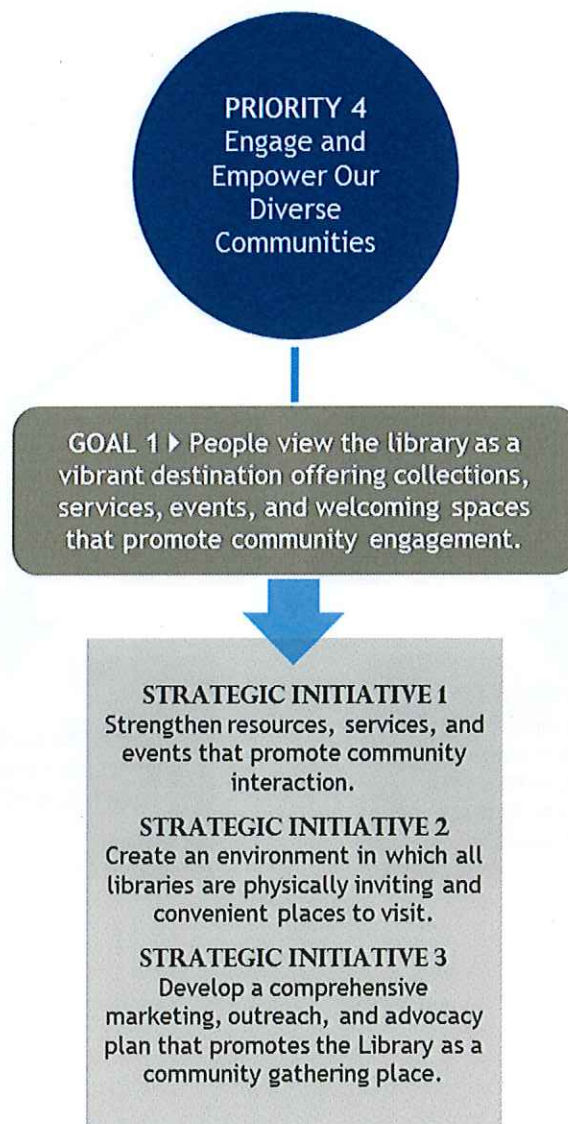 PRIORITY 4
Engage and
Empower Our
Diverse
Communities
GOAL 1 ▶ People view the library as a
vibrant destination offering collections,
services, events, and welcoming spaces
that promote community engagement.
STRATEGIC INITIATIVE 1
Strengthen resources, services, and
events that promote community
interaction.
STRATEGIC INITIATIVE 2
Create an environment in which all
libraries are physically inviting and
convenient places to visit.
STRATEGIC INITIATIVE 3
Develop a comprehensive
marketing, outreach, and advocacy
plan that promotes the Library as a
community gathering place.